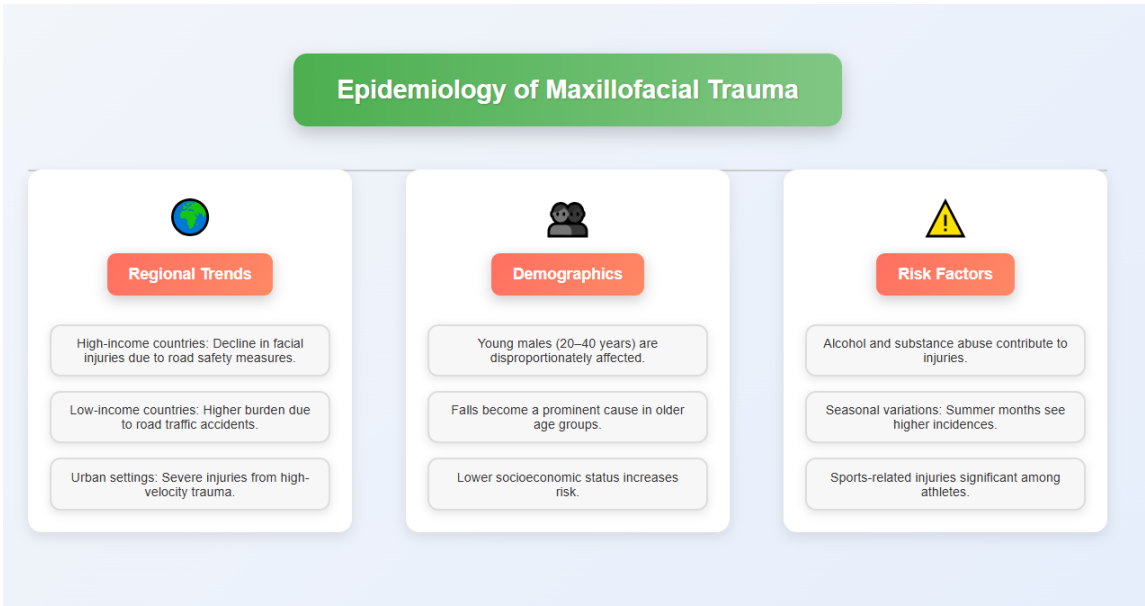 Epidemiology of Maxillofacial Trauma
Regional Trends
High-income countries: Decline in facial
injuries due to road safety measures.
Low-income countries: Higher burden due
to road traffic accidents.
Urban settings: Severe injuries from high-
velocity trauma.
Demographics
Young males (20–40 years) are
disproportionately affected.
Falls become a prominent cause in older
age groups.
Lower socioeconomic status increases
risk.
Risk Factors
Alcohol and substance abuse contribute to
injuries.
Seasonal variations: Summer months see
higher incidences.
Sports-related injuries significant among
athletes.